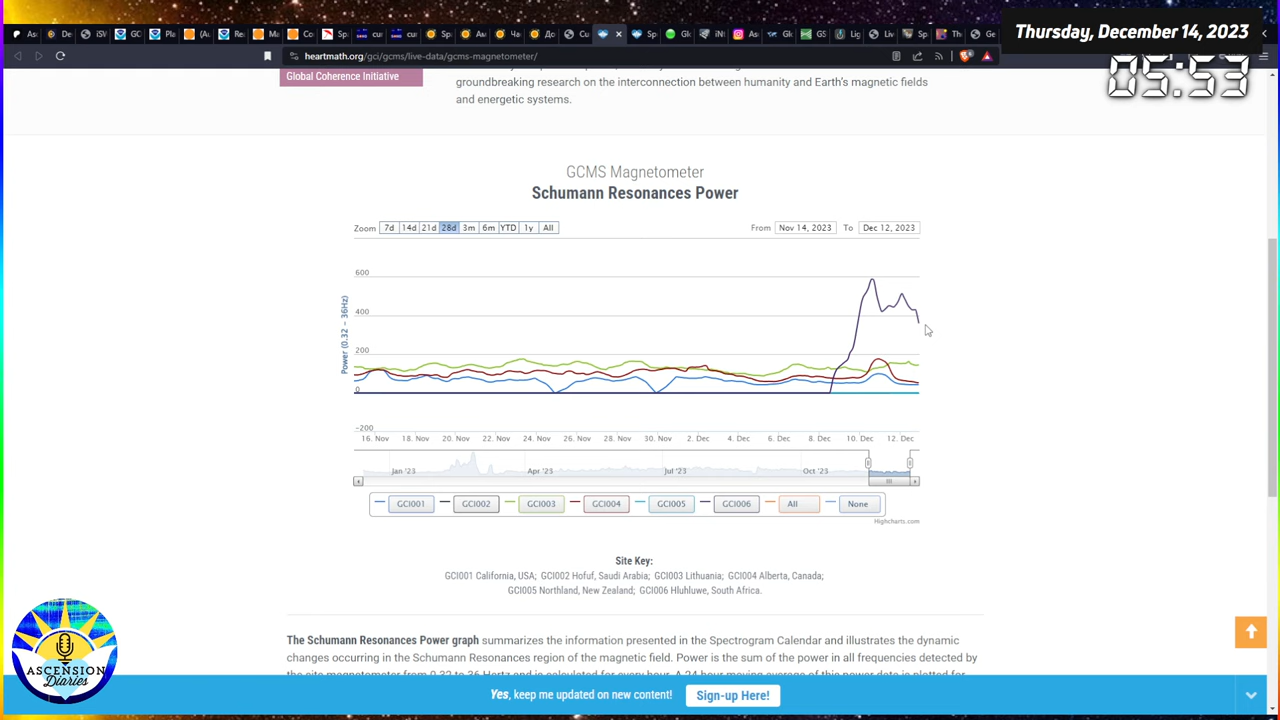 Thursday, December 14, 2023
05:53
heartmath.org/gci/gcms/live-data/gcms-magnetometer/
Global Coherence Initiative
groundbreaking research on the interconnection between humanity and Earth's magnetic fields
and energetic systems.
GCMS Magnetometer
Schumann Resonances Power
Zoom 7d 14d 21d 28d 3m 6m YTD 1y All From Nov 14, 2023 To Dec 12, 2023
Power (0.32 – 36Hz)
600
400
200
0
-200
16. Nov 18. Nov 20. Nov 22. Nov 24. Nov 26. Nov 28. Nov 30. Nov 2. Dec 4. Dec 6. Dec 8. Dec 10. Dec 12. Dec
Jan '23 Apr '23 Jul '23 Oct '23
GCI001 GCI002 GCI003 GCI004 GCI005 GCI006 All None
Highcharts.com
Site Key:
GCI001 California, USA; GCI002 Hofuf, Saudi Arabia; GCI003 Lithuania; GCI004 Alberta, Canada;
GCI005 Northland, New Zealand; GCI006 Hluhluwe, South Africa.
The Schumann Resonances Power graph summarizes the information presented in the Spectrogram Calendar and illustrates the dynamic
changes occurring in the Schumann Resonances region of the magnetic field. Power is the sum of the power in all frequencies detected by
Yes, keep me updated on new content! Sign-up Here!
ASCENSION
Diaries